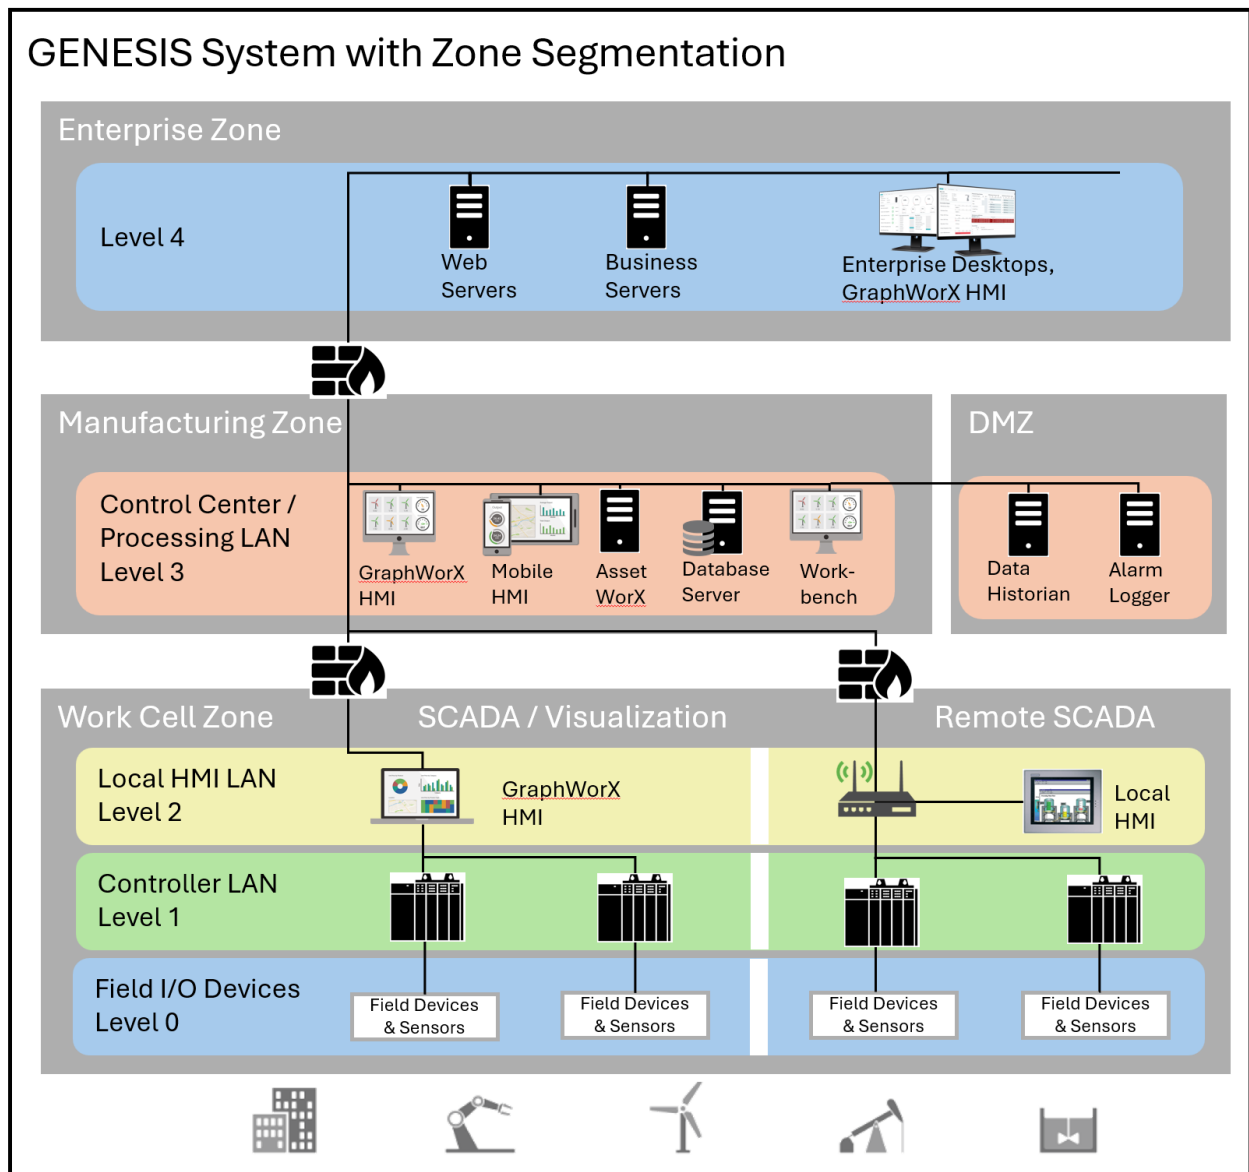 GENESIS System with Zone Segmentation
Enterprise Zone
Level 4
Web
Servers
Business
Servers
Enterprise Desktops,
GraphWorX HMI
Manufacturing Zone
DMZ
Control Center /
Processing LAN
Level 3
GraphWorX
HMI
Mobile
HMI
Asset
WorX
Database
Server
Work-
bench
Data
Historian
Alarm
Logger
Work Cell Zone
SCADA / Visualization
Remote SCADA
Local HMI LAN
Level 2
GraphWorX
HMI
Local
HMI
Controller LAN
Level 1
Field I/O Devices
Level 0
Field Devices
& Sensors
Field Devices
& Sensors
Field Devices
& Sensors
Field Devices
& Sensors